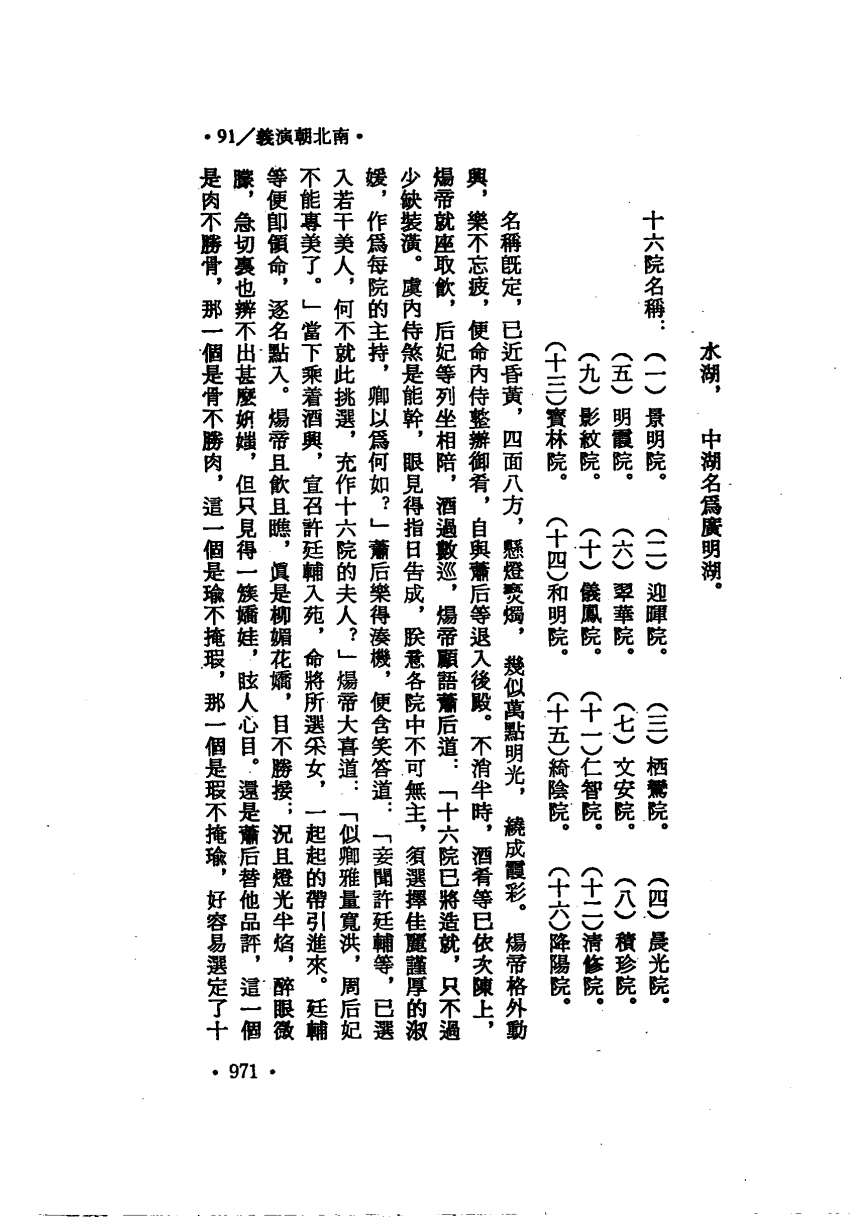 ·南北朝演義／91·
水湖，　中湖名爲廣明湖。
十六院名稱：（一）景明院。　（二）迎暉院。　（三）栖鸞院。　（四）晨光院。
（五）明霞院。　（六）翠華院。　（七）文安院。　（八）積珍院。
（九）影紋院。　（十）儀鳳院。　（十一）仁智院。　（十二）清修院。
（十三）寶林院。　（十四）和明院。　（十五）綺陰院。　（十六）降陽院。
名稱既定，已近昏黃，四面八方，懸燈爇燭，幾似萬點明光，繞成霞彩。煬帝格外動
興，樂不忘疲，便命內侍整辦御肴，自與蕭后等退入後殿。不消半時，酒肴等已依次陳上，
煬帝就座取飲，后妃等列坐相陪，酒過數巡，煬帝顧語蕭后道：「十六院已將造就，只不過
少缺裝潢。虞內侍煞是能幹，眼見得指日告成，朕意各院中不可無主，須選擇佳麗謹厚的淑
媛，作爲每院的主持，卿以爲何如？」蕭后樂得湊機，便含笑答道：「妾聞許廷輔等，已選
入若干美人，何不就此挑選，充作十六院的夫人？」煬帝大喜道：「似卿雅量寬洪，周后妃
不能專美了。」當下乘着酒興，宣召許廷輔入苑，命將所選采女，一起起的帶引進來。廷輔
等便卽領命，逐名點入。煬帝且飲且瞧，眞是柳媚花嬌，目不勝接；況且燈光半焰，醉眼微
朦，急切裏也辨不出甚麼妍媸，但只見得一簇嬌娃，眩人心目。還是蕭后替他品評，這一個
是肉不勝骨，那一個是骨不勝肉，這一個是瑜不掩瑕，那一個是瑕不掩瑜，好容易選定了十
·971·